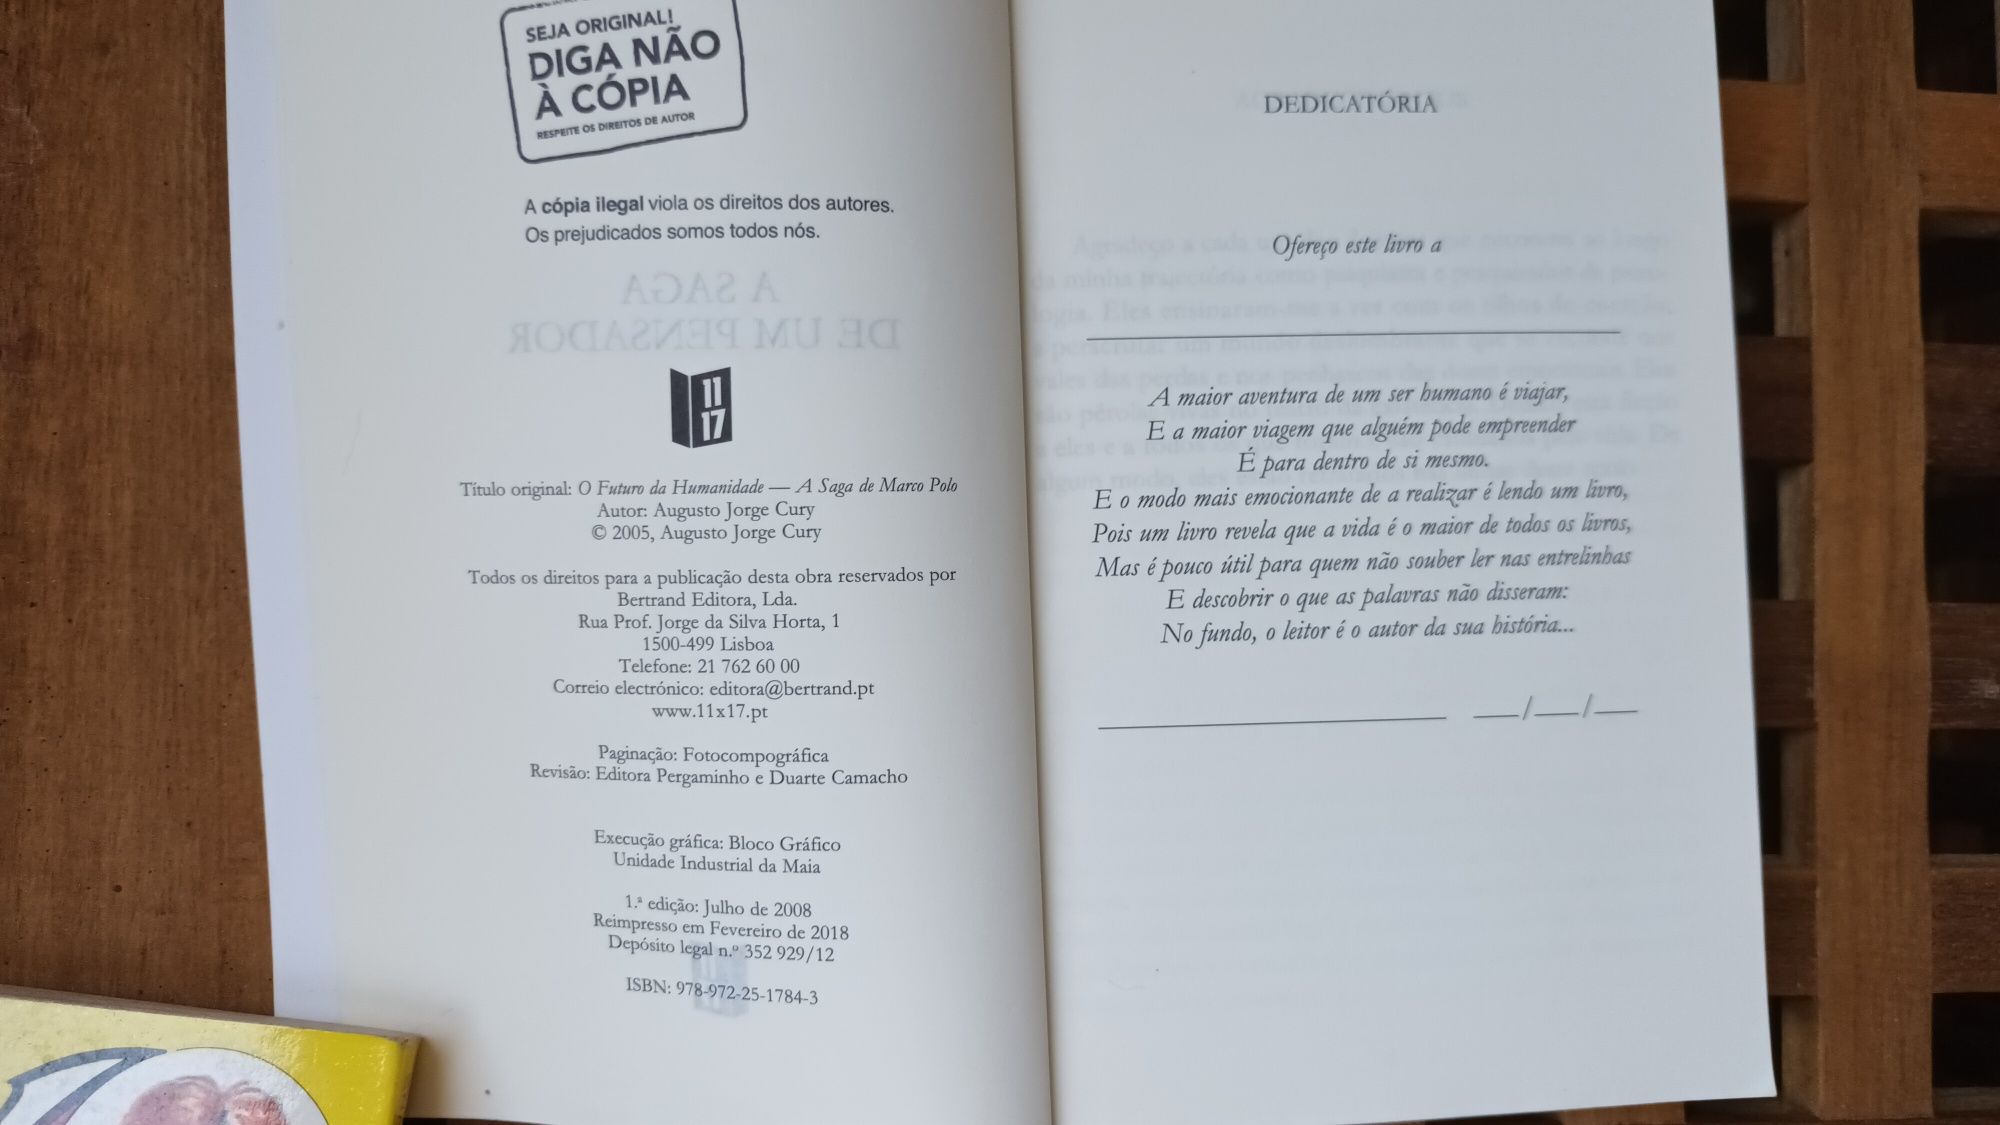 SEJA ORIGINAL!
DIGA NÃO
À CÓPIA
RESPEITE OS DIREITOS DE AUTOR
A cópia ilegal viola os direitos dos autores.
Os prejudicados somos todos nós.
A SAGA
DE UM PENSADOR
11
17
Título original: O Futuro da Humanidade — A Saga de Marco Polo
Autor: Augusto Jorge Cury
© 2005, Augusto Jorge Cury
Todos os direitos para a publicação desta obra reservados por
Bertrand Editora, Lda.
Rua Prof. Jorge da Silva Horta, 1
1500-499 Lisboa
Telefone: 21 762 60 00
Correio electrónico: editora@bertrand.pt
www.11x17.pt
Paginação: Fotocompográfica
Revisão: Editora Pergaminho e Duarte Camacho
Execução gráfica: Bloco Gráfico
Unidade Industrial da Maia
1.ª edição: Julho de 2008
Reimpresso em Fevereiro de 2018
Depósito legal n.º 352 929/12
ISBN: 978-972-25-1784-3
DEDICATÓRIA
Ofereço este livro a
A maior aventura de um ser humano é viajar,
E a maior viagem que alguém pode empreender
É para dentro de si mesmo.
E o modo mais emocionante de a realizar é lendo um livro,
Pois um livro revela que a vida é o maior de todos os livros,
Mas é pouco útil para quem não souber ler nas entrelinhas
E descobrir o que as palavras não disseram:
No fundo, o leitor é o autor da sua história...